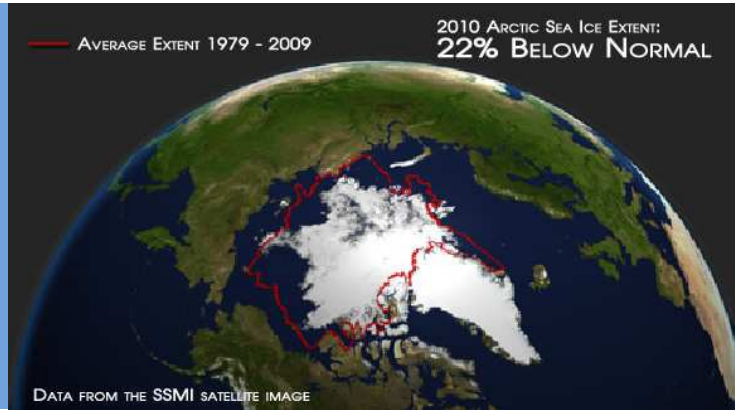 Average Extent 1979 - 2009
2010 Arctic Sea Ice Extent:
22% Below Normal
Data from the SSMI satellite image